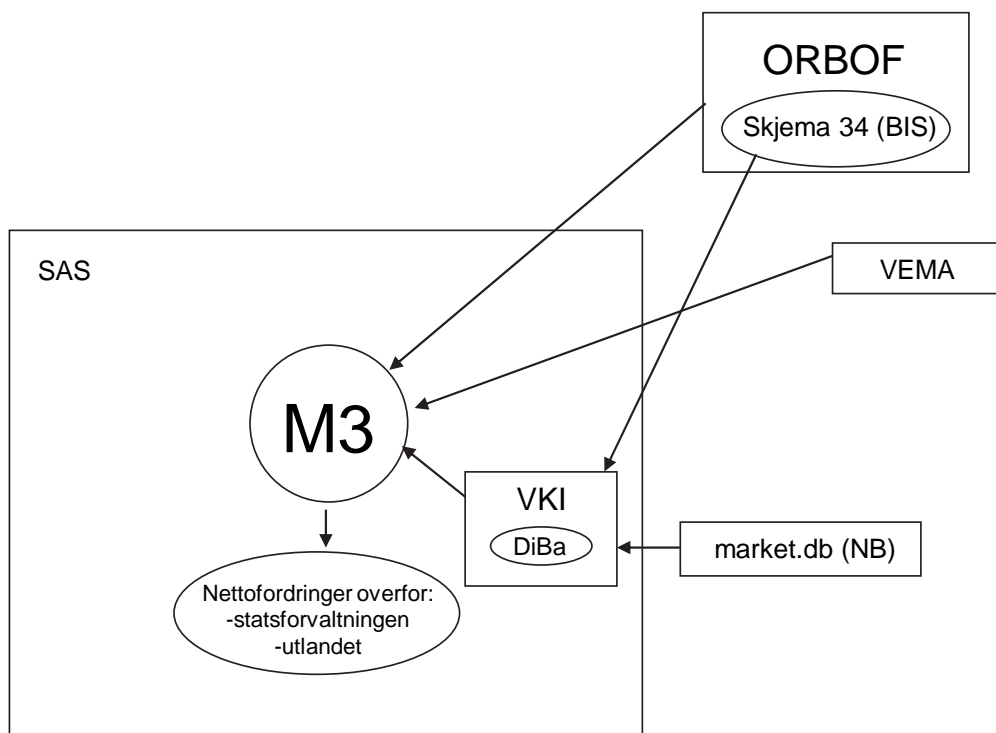 ORBOF
Skjema 34 (BIS)
SAS
VEMA
M3
VKI
DiBa
market.db (NB)
Nettofordringer overfor:
-statsforvaltningen
-utlandet